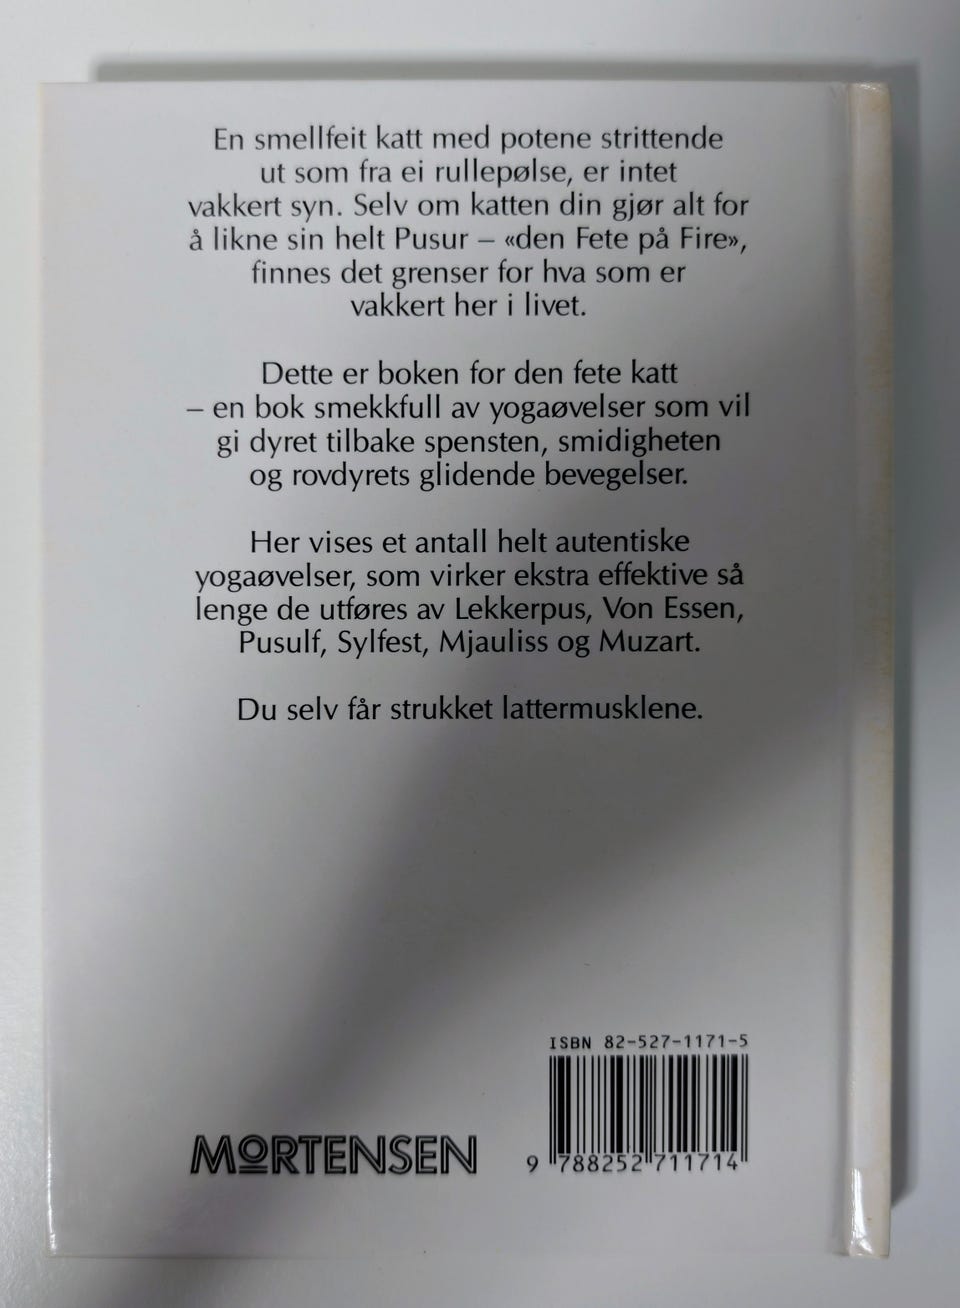 En smellfeit katt med potene strittende
ut som fra ei rullepølse, er intet
vakkert syn. Selv om katten din gjør alt for
å likne sin helt Pusur – «den Fete på Fire»,
finnes det grenser for hva som er
vakkert her i livet.
Dette er boken for den fete katt
– en bok smekkfull av yogaøvelser som vil
gi dyret tilbake spensten, smidigheten
og rovdyrets glidende bevegelser.
Her vises et antall helt autentiske
yogaøvelser, som virker ekstra effektive så
lenge de utføres av Lekkerpus, Von Essen,
Pusulf, Sylfest, Mjauliss og Muzart.
Du selv får strukket lattermusklene.
ISBN 82-527-1171-5
MORTENSEN
9 788252 711714